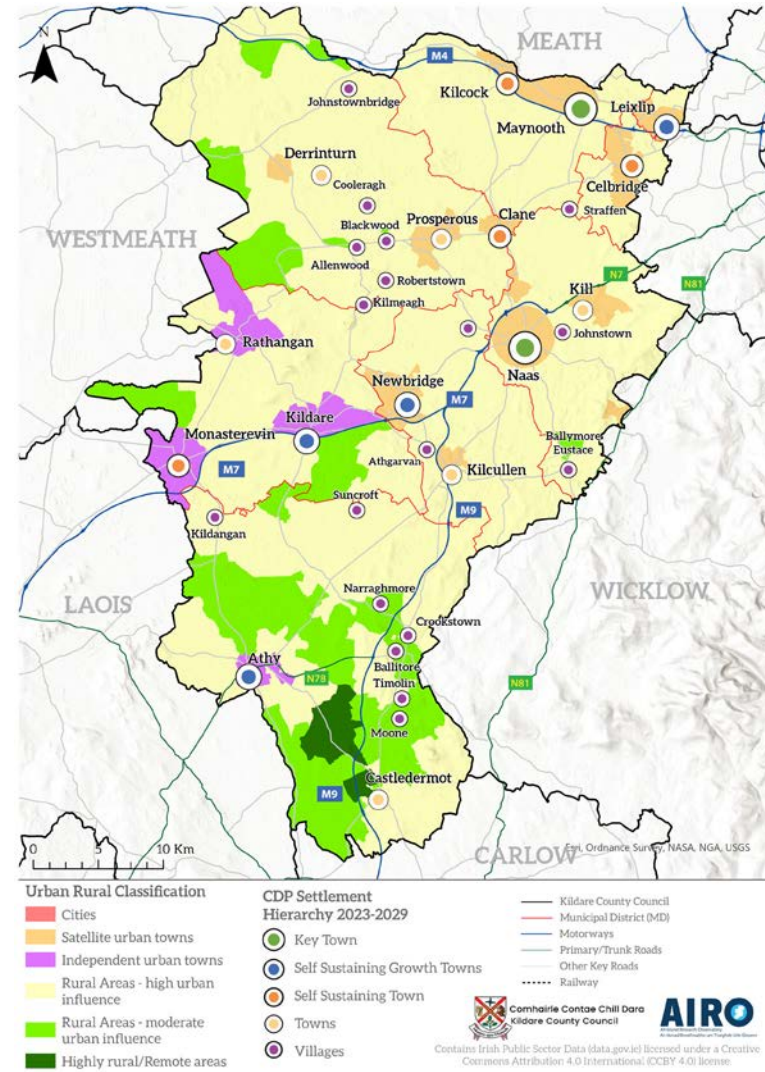 N
MEATH
M4
Johnstownbridge
Kilcock
Leixlip
Maynooth
Derrinturn
Celbridge
Cooleragh
Straffen
Blackwood
Prosperous
Clane
WESTMEATH
Allenwood
N7
N81
Robertstown
Kill
Kilmeagh
Johnstown
Rathangan
Naas
Newbridge
Kildare
M7
Monasterevin
Ballymore
Eustace
Athgarvan
M7
Kilcullen
Suncroft
M9
Kildangan
WICKLOW
LAOIS
Narraghmore
Crookstown
Athy
Ballitore
N78
Timolin
N81
Moone
Castledermot
M9
0 5 10 Km
CARLOW
Esri, Ordnance Survey, NASA, NGA, USGS
Urban Rural Classification
Cities
Satellite urban towns
Independent urban towns
Rural Areas - high urban
influence
Rural Areas - moderate
urban influence
Highly rural/Remote areas
CDP Settlement
Hierarchy 2023-2029
Key Town
Self Sustaining Growth Towns
Self Sustaining Town
Towns
Villages
Kildare County Council
Municipal District (MD)
Motorways
Primary/Trunk Roads
Other Key Roads
Railway
Comhairle Contae Chill Dara
Kildare County Council
AIRO
Contains Irish Public Sector Data (data.gov.ie) licensed under a Creative
Commons Attribution 4.0 International (CCBY 4.0) license